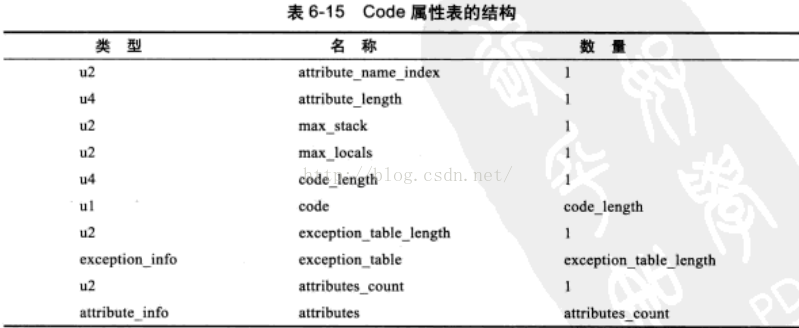 表 6-15 Code 属性表的结构
类 型 名 称 数 量
u2 attribute_name_index 1
u4 attribute_length 1
u2 max_stack 1
u2 max_locals 1
u4 code_length 1
http://blog.csdn.net/
u1 code code_length
u2 exception_table_length 1
exception_info exception_table exception_table_length
u2 attributes_count 1
attribute_info attributes attributes_count
PD